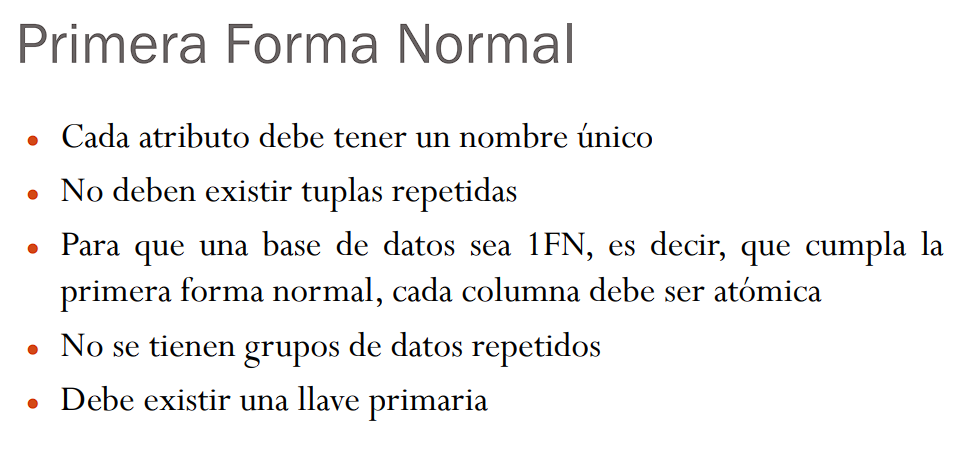 Primera Forma Normal
• Cada atributo debe tener un nombre único
• No deben existir tuplas repetidas
• Para que una base de datos sea 1FN, es decir, que cumpla la
primera forma normal, cada columna debe ser atómica
• No se tienen grupos de datos repetidos
• Debe existir una llave primaria